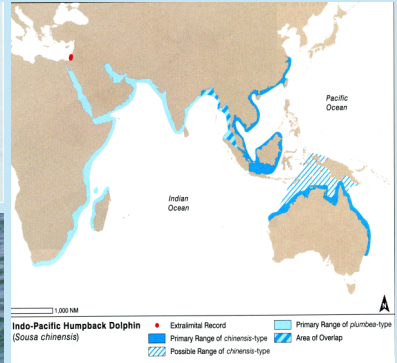 Pacific
Ocean
Indian
Ocean
1,000 NM
N
Indo-Pacific Humpback Dolphin
(Sousa chinensis)
Extralimital Record
Primary Range of chinensis-type
Possible Range of chinensis-type
Primary Range of plumbea-type
Area of Overlap